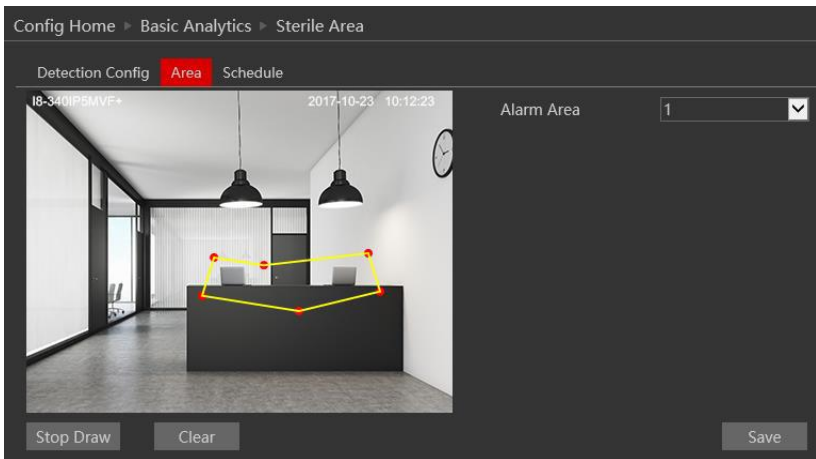 Config Home ▶ Basic Analytics ▶ Sterile Area
Detection Config Area Schedule
I8-340IP5MVF+ 2017-10-23 10:12:23
Alarm Area 1
Stop Draw Clear Save